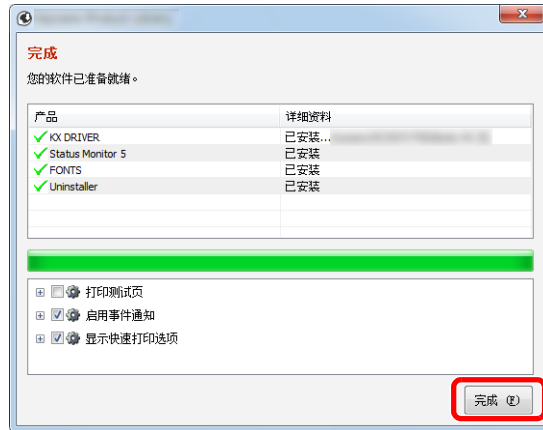 完成
您的软件已准备就绪。
产品 详细资料
KX DRIVER 已安装...
Status Monitor 5 已安装
FONTS 已安装
Uninstaller 已安装
打印测试页
启用事件通知
显示快速打印选项
完成 (F)